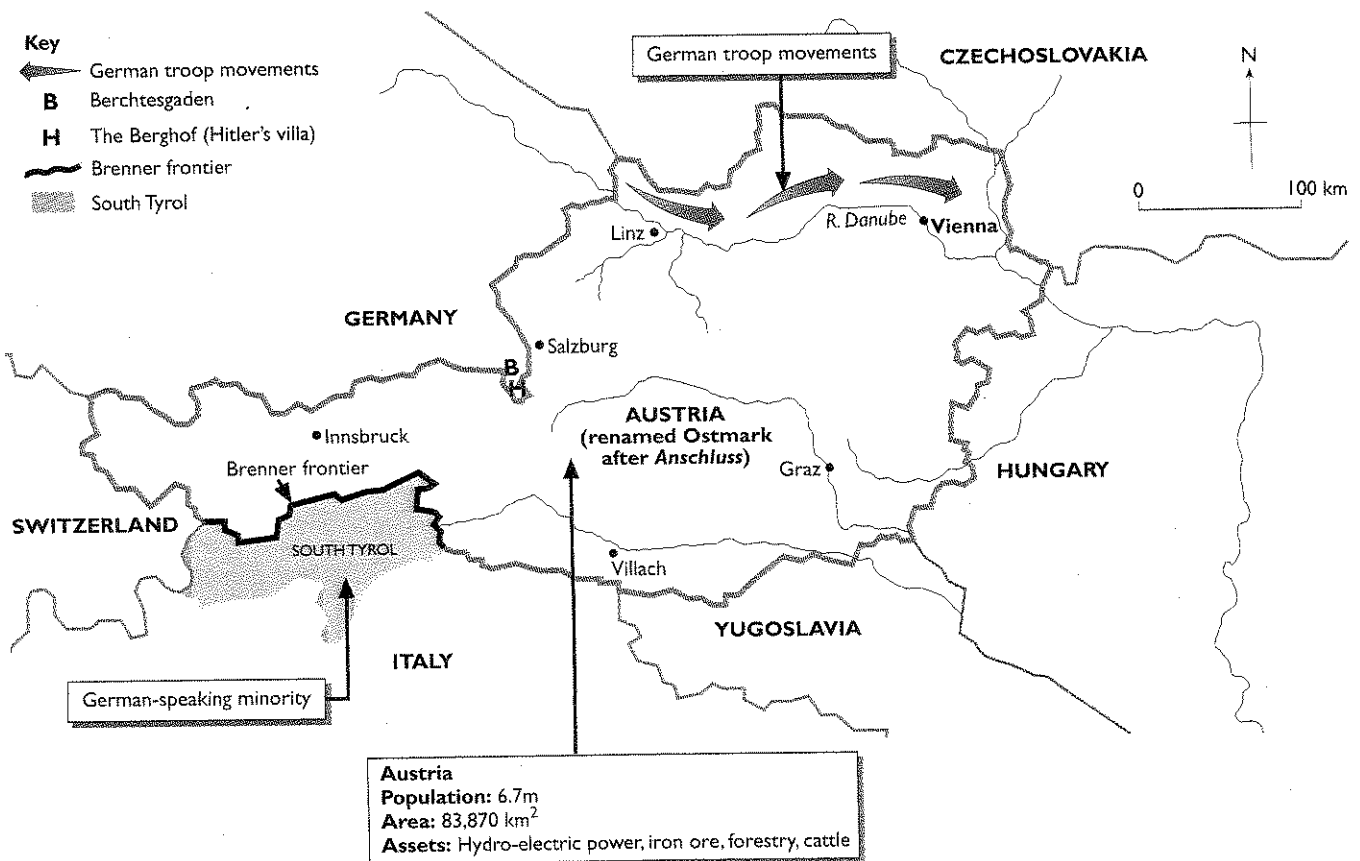 Key
German troop movements
B Berchtesgaden
H The Berghof (Hitler's villa)
Brenner frontier
South Tyrol
German troop movements
CZECHOSLOVAKIA
N
0 100 km
Linz
R. Danube
Vienna
GERMANY
Salzburg
B
H
Innsbruck
Brenner frontier
AUSTRIA
(renamed Ostmark
after Anschluss)
Graz
HUNGARY
SWITZERLAND
SOUTH TYROL
Villach
YUGOSLAVIA
ITALY
German-speaking minority
Austria
Population: 6.7m
Area: 83,870 km²
Assets: Hydro-electric power, iron ore, forestry, cattle